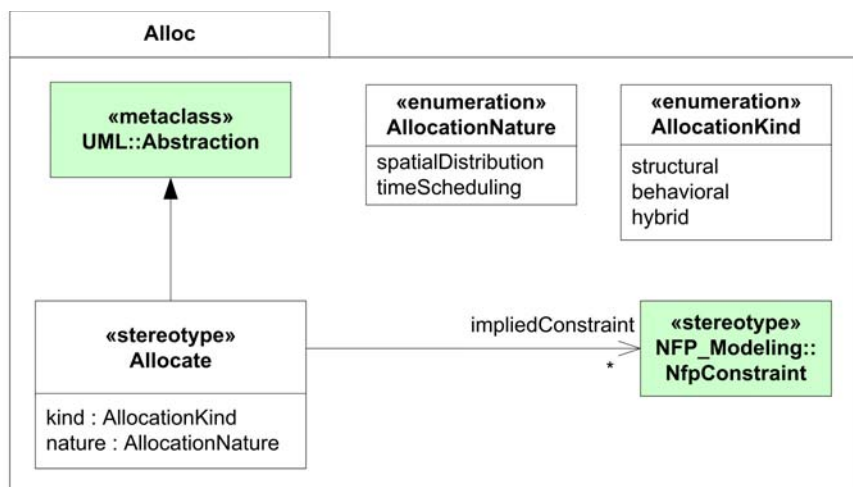 Alloc
«metaclass»
UML::Abstraction
«enumeration»
AllocationNature
spatialDistribution
timeScheduling
«enumeration»
AllocationKind
structural
behavioral
hybrid
«stereotype»
Allocate
kind : AllocationKind
nature : AllocationNature
impliedConstraint
*
«stereotype»
NFP_Modeling::
NfpConstraint